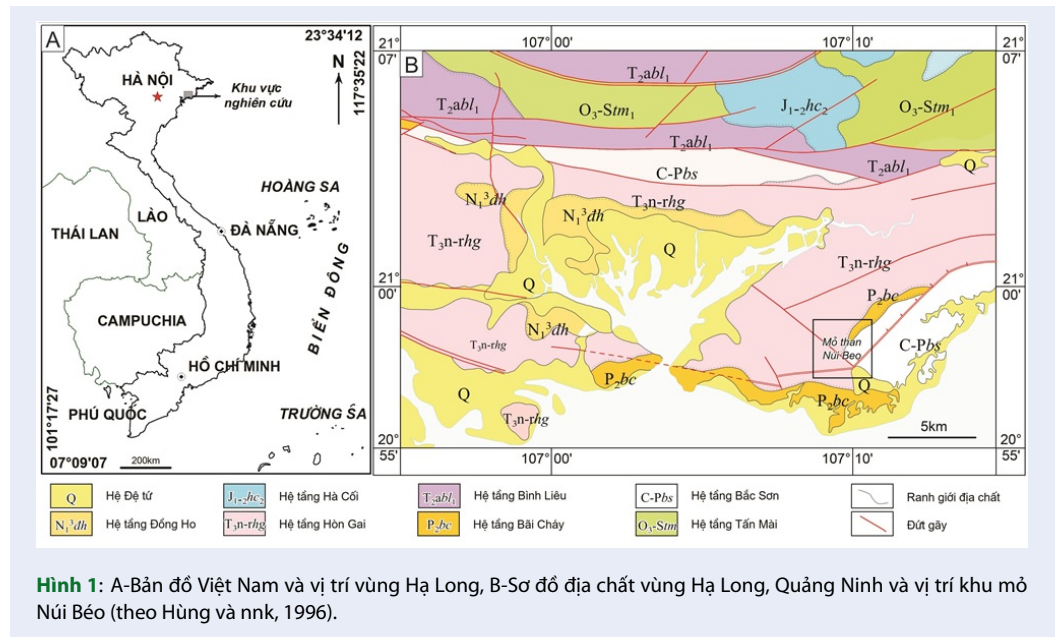 A
23°34'12
N
117°35'22
HÀ NỘI
Khu vực
nghiên cứu
HOÀNG SA
LÀO
THÁI LAN
ĐÀ NẴNG
BIỂN ĐÔNG
CAMPUCHIA
HỒ CHÍ MINH
PHÚ QUỐC
TRƯỜNG SA
101°17'27
07°09'07
200km
B
107°00'
107°10'
21°
07'
21°
07'
T₂abl₁
T₂abl₁
O₃-Stm₁
J₁₋₂hc₂
O₃-Stm₁
T₂abl₁
T₂abl₁
Q
C-Pbs
N₁³dh
T₃n-rhg
N₁³dh
T₃n-rhg
Q
T₃n-rhg
21°
00'
21°
00'
Q
P₂bc
N₁³dh
T₃n-rhg
Mỏ than
Núi Béo
C-Pbs
P₂bc
Q
Q
P₂bc
T₃n-rhg
5km
20°
55'
20°
55'
107°00'
107°10'
Q Hệ Đệ tứ
J₁₋₂hc₂ Hệ tầng Hà Cối
T₂abl₁ Hệ tầng Bình Liêu
C-Pbs Hệ tầng Bắc Sơn
Ranh giới địa chất
N₁³dh Hệ tầng Đồng Ho
T₃n-rhg Hệ tầng Hòn Gai
P₂bc Hệ tầng Bãi Cháy
O₃-Stm Hệ tầng Tấn Mài
Đứt gãy
Hình 1: A-Bản đồ Việt Nam và vị trí vùng Hạ Long, B-Sơ đồ địa chất vùng Hạ Long, Quảng Ninh và vị trí khu mỏ
Núi Béo (theo Hùng và nnk, 1996).